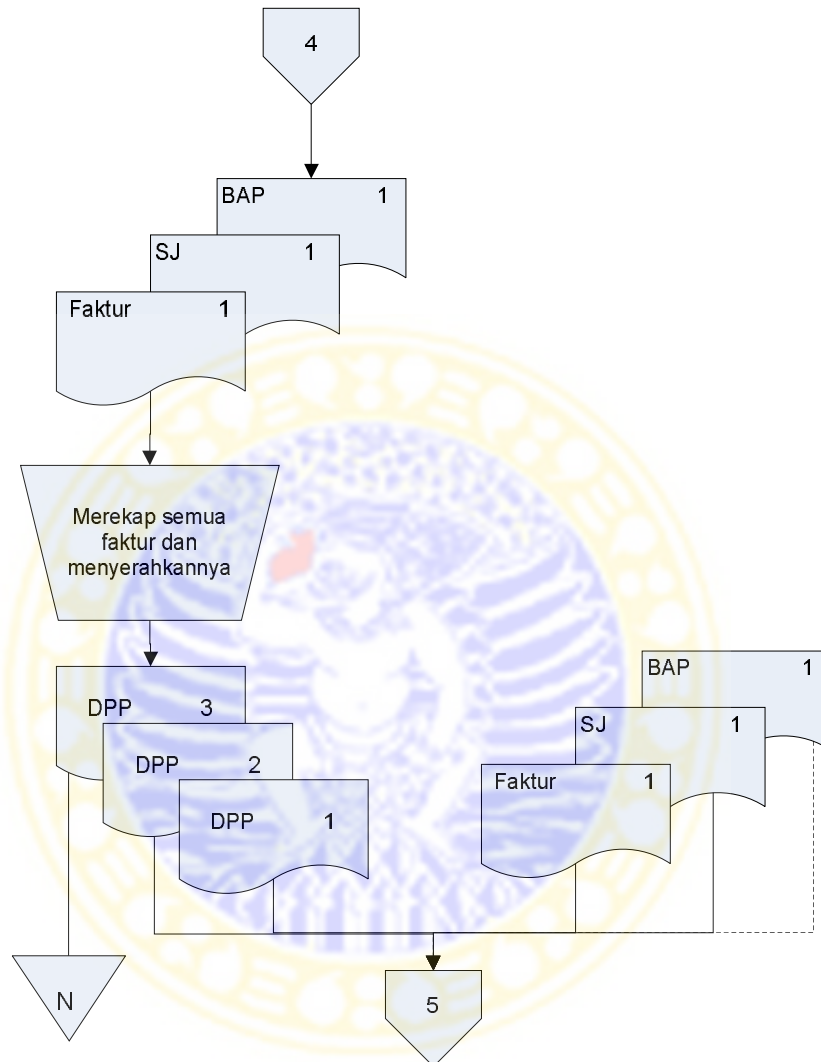 4
BAP 1
SJ 1
Faktur 1
Merekap semua
faktur dan
menyerahkannya
DPP 3
DPP 2
DPP 1
BAP 1
SJ 1
Faktur 1
N
5